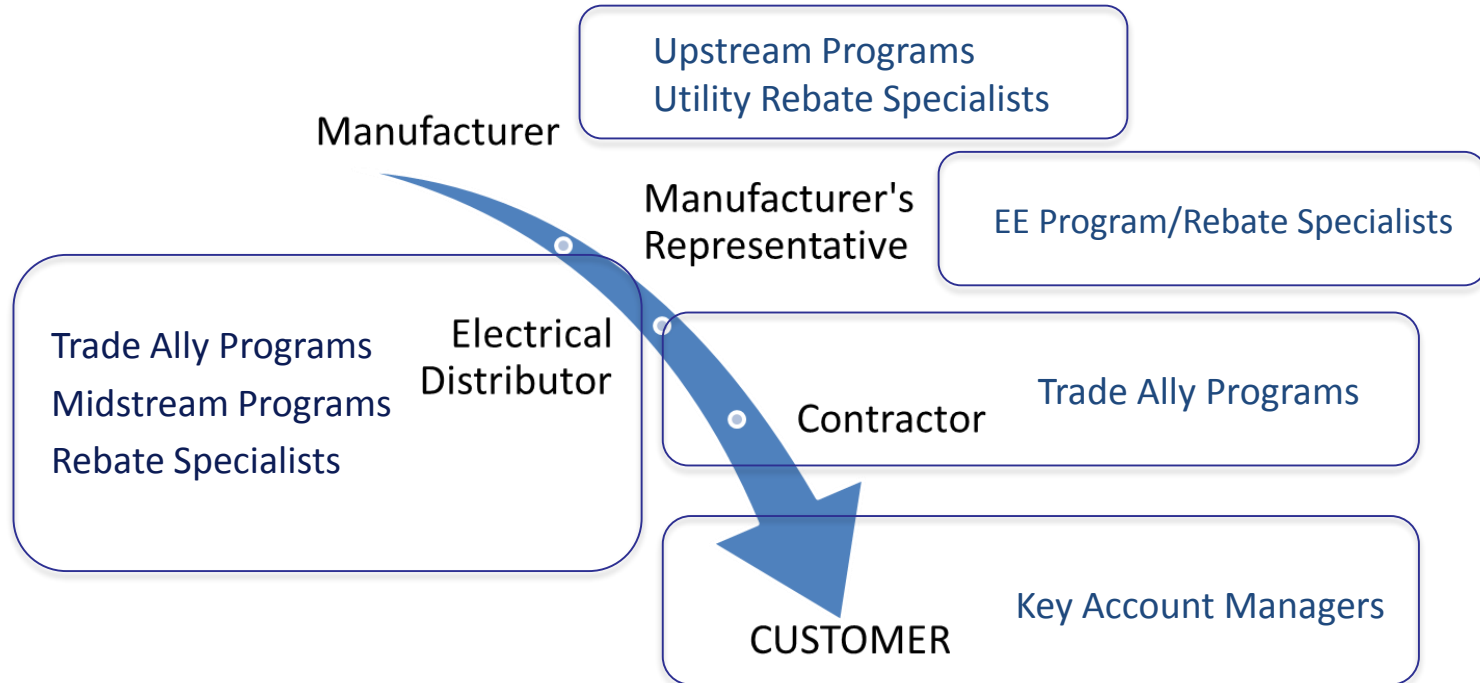 Upstream Programs
Utility Rebate Specialists
Manufacturer
Manufacturer's
Representative
EE Program/Rebate Specialists
Trade Ally Programs
Midstream Programs
Rebate Specialists
Electrical
Distributor
Contractor
Trade Ally Programs
Key Account Managers
CUSTOMER